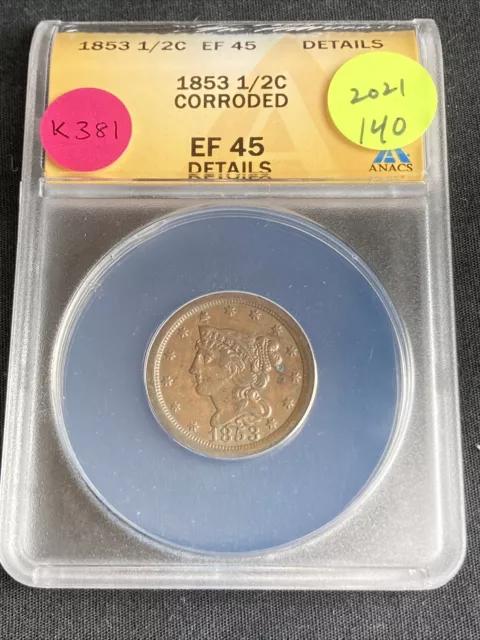 1853 1/2C EF 45 DETAILS
1853 1/2C
CORRODED
EF 45
DETAILS
ANACS
K381
2021
140
1853